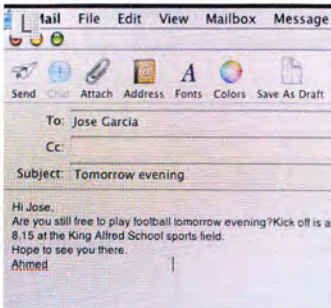 Mail File Edit View Mailbox Message
Send Chat Attach Address Fonts Colors Save As Draft
To: Jose Garcia
Cc:
Subject: Tomorrow evening
Hi Jose,
Are you still free to play football tomorrow evening?Kick off is a
8.15 at the King Alfred School sports field.
Hope to see you there.
Ahmed